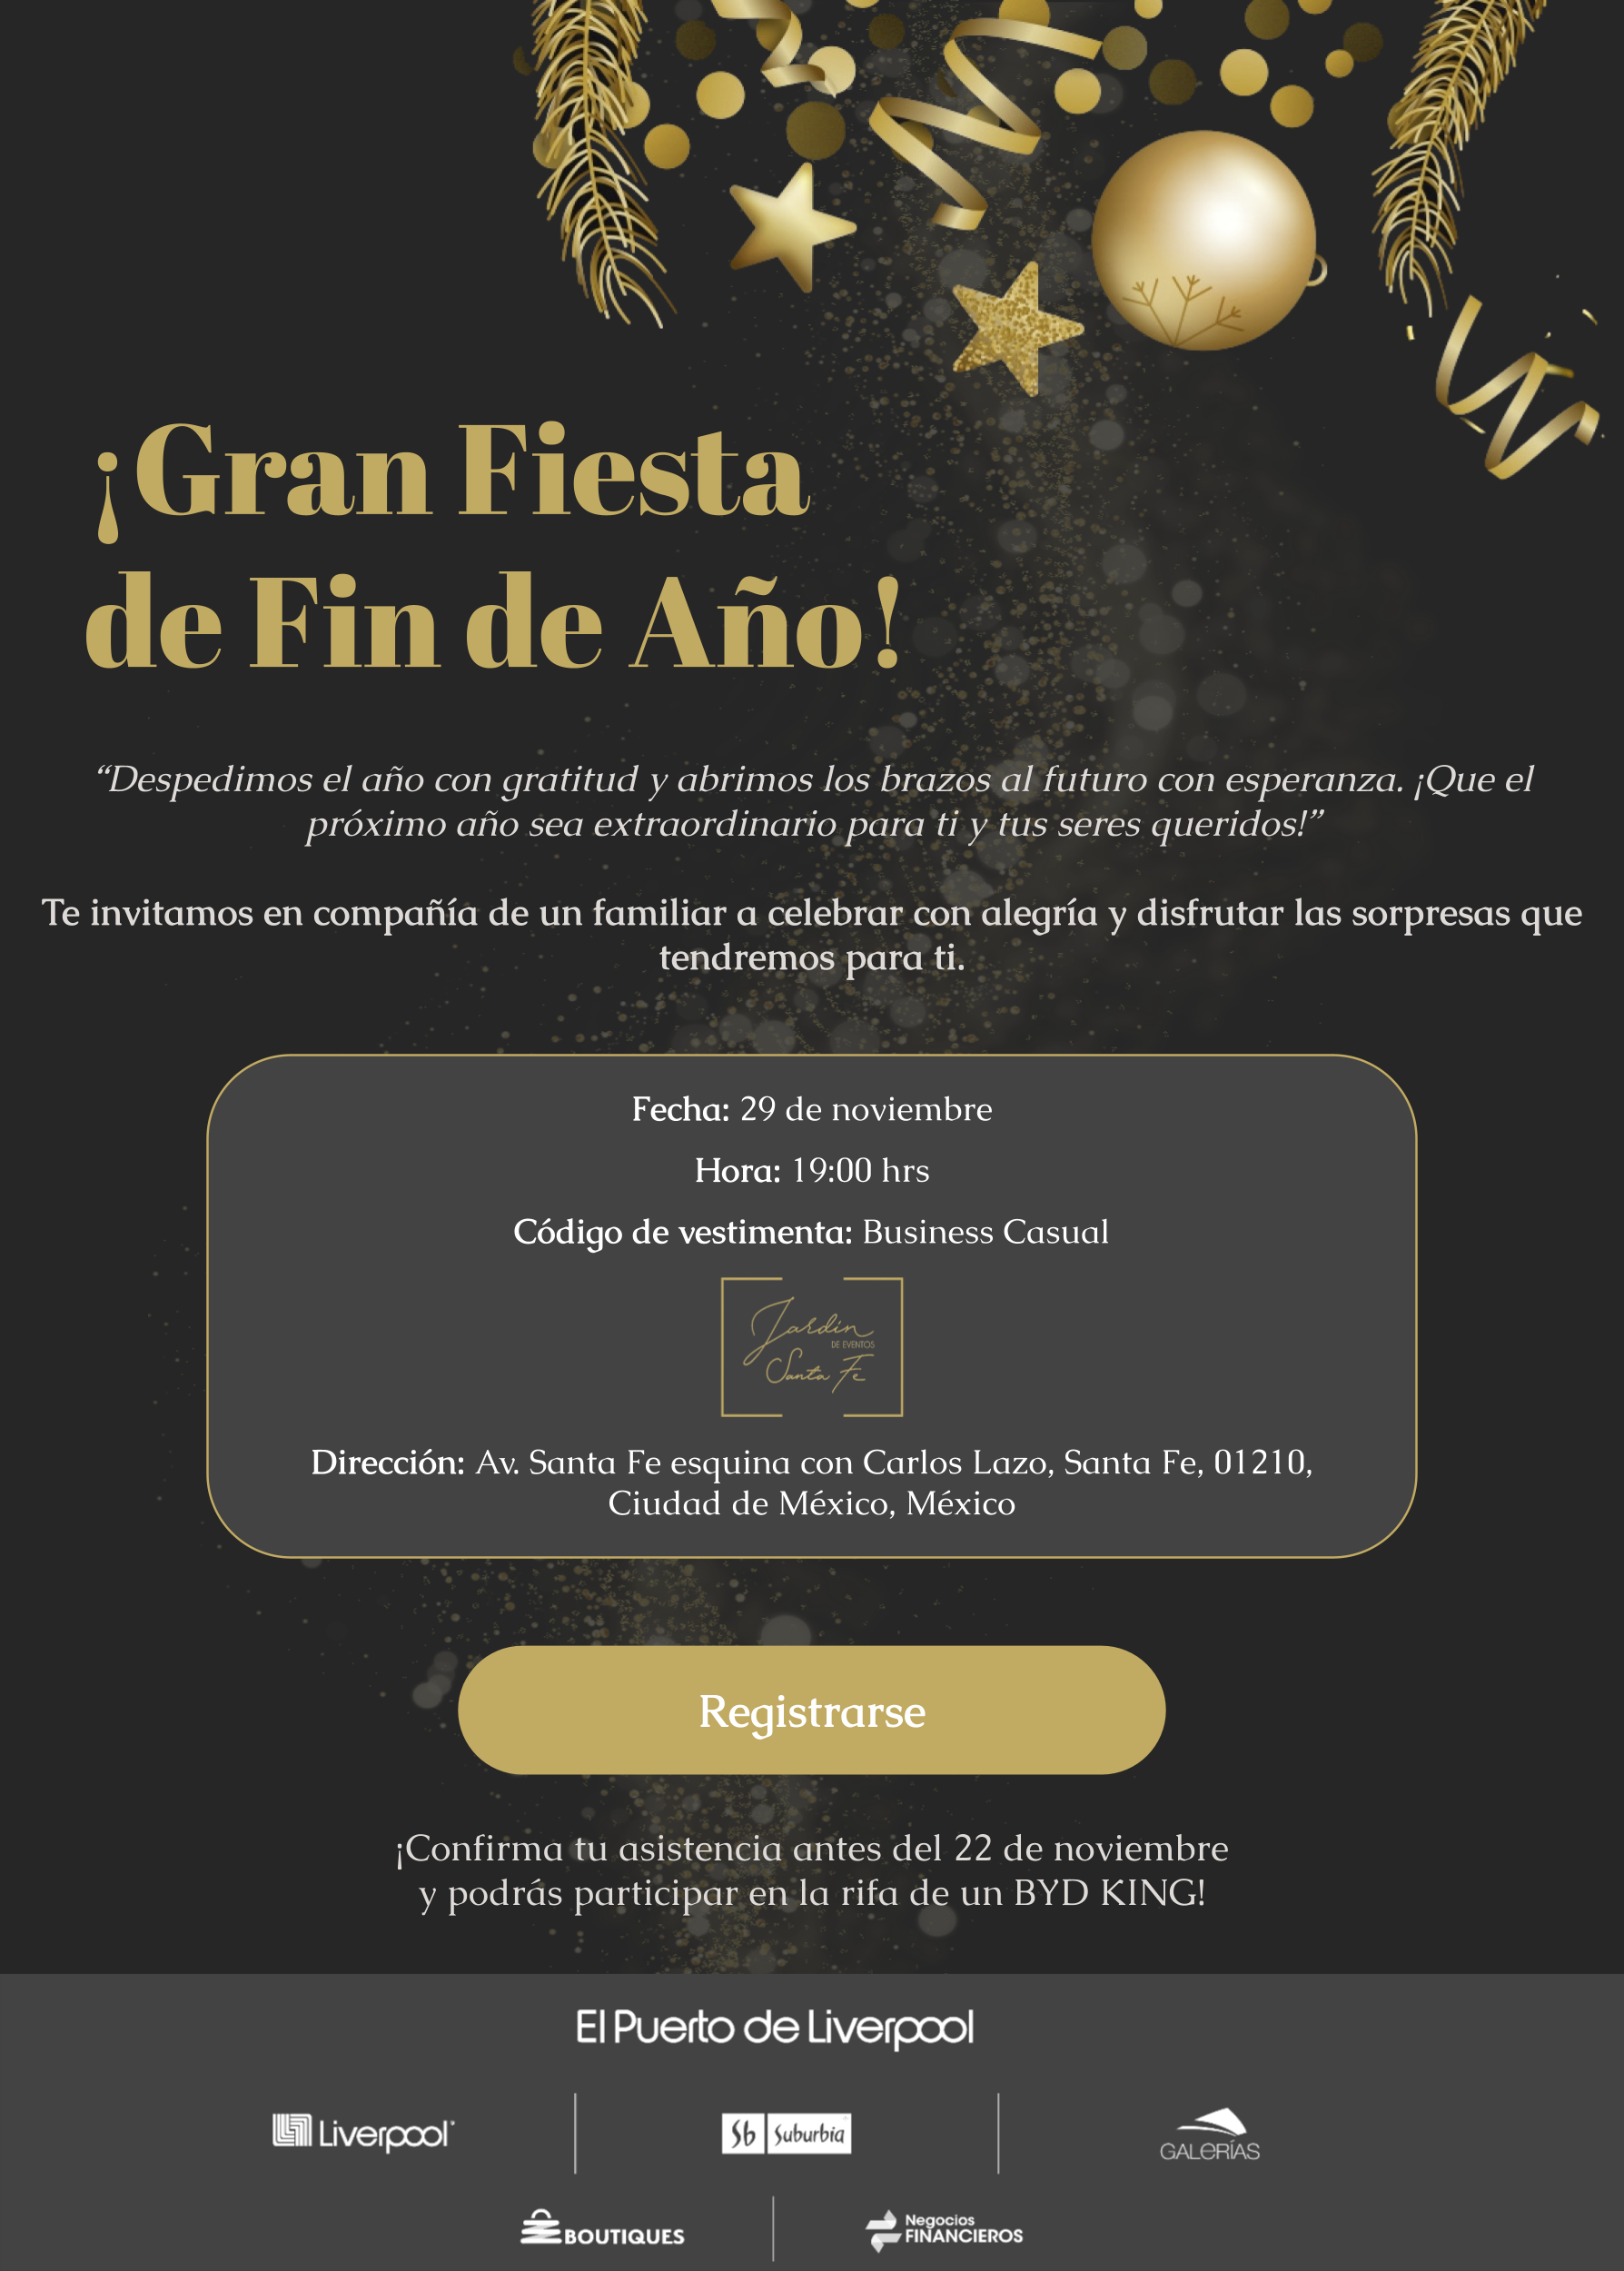 ¡Gran Fiesta
de Fin de Año!
“Despedimos el año con gratitud y abrimos los brazos al futuro con esperanza. ¡Que el
próximo año sea extraordinario para ti y tus seres queridos!”
Te invitamos en compañía de un familiar a celebrar con alegría y disfrutar las sorpresas que
tendremos para ti.
Fecha: 29 de noviembre
Hora: 19:00 hrs
Código de vestimenta: Business Casual
Jardín
DE EVENTOS
Santa Fe
Dirección: Av. Santa Fe esquina con Carlos Lazo, Santa Fe, 01210,
Ciudad de México, México
Registrarse
¡Confirma tu asistencia antes del 22 de noviembre
y podrás participar en la rifa de un BYD KING!
El Puerto de Liverpool
Liverpool
Sb Suburbia
GALERÍAS
BOUTIQUES
Negocios
FINANCIEROS